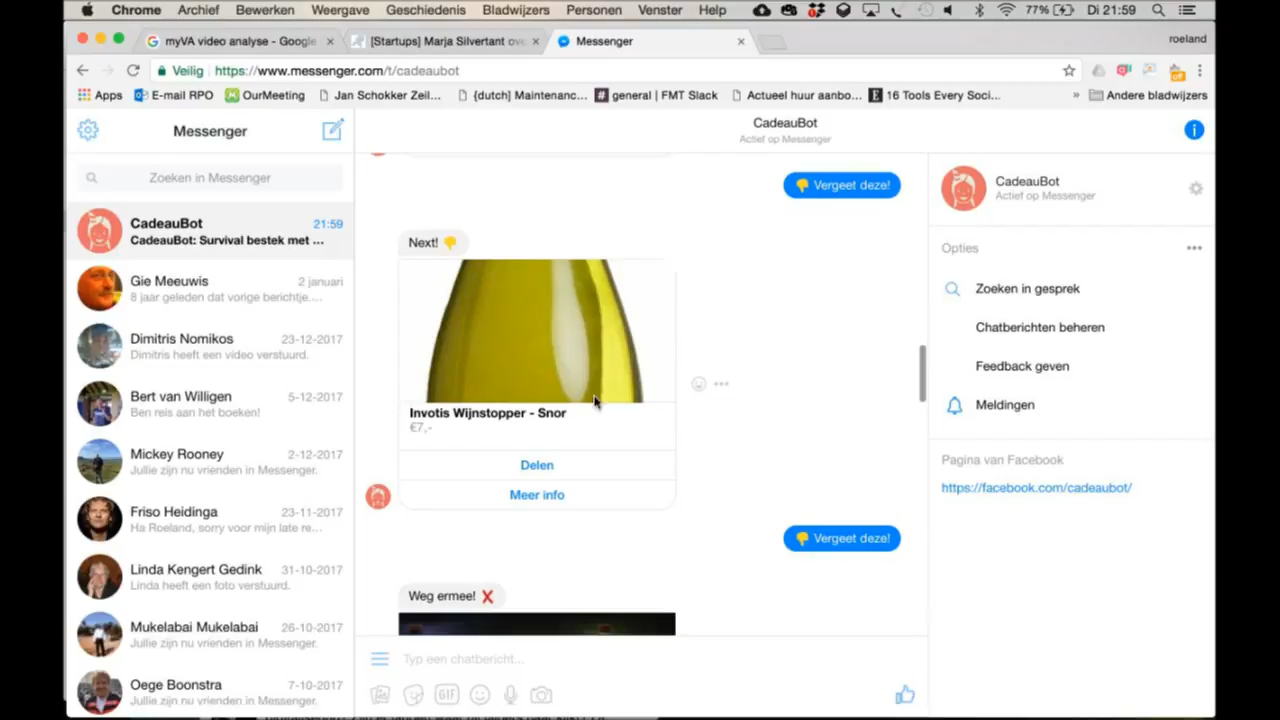 Chrome Archief Bewerken Weergave Geschiedenis Bladwijzers Personen Venster Help 77% Di 21:59
myVA video analyse - Google [Startups] Marja Silvertant ove Messenger roeland
Veilig https://www.messenger.com/t/cadeaubot
Apps E-mail RPO OurMeeting Jan Schokker Zeil... {dutch] Maintenanc... general | FMT Slack Actueel huur aanbo... 16 Tools Every Soci... » Andere bladwijzers
Messenger
Zoeken in Messenger
CadeauBot 21:59
CadeauBot: Survival bestek met ...
Gie Meeuwis 2 januari
8 jaar geleden dat vorige berichtje....
Dimitris Nomikos 23-12-2017
Dimitris heeft een video verstuurd.
Bert van Willigen 5-12-2017
Ben reis aan het boeken!
Mickey Rooney 2-12-2017
Jullie zijn nu vrienden in Messenger.
Friso Heidinga 23-11-2017
Ha Roeland, sorry voor mijn late re...
Linda Kengert Gedink 31-10-2017
Linda heeft een foto verstuurd.
Mukelabai Mukelabai 26-10-2017
Jullie zijn nu vrienden in Messenger.
Oege Boonstra 7-10-2017
Jullie zijn nu vrienden in Messenger.
CadeauBot
Actief op Messenger
👎 Vergeet deze!
Next! 👎
Invotis Wijnstopper - Snor
€7,-
Delen
Meer info
👎 Vergeet deze!
Weg ermee! ❌
Typ een chatbericht...
GIF
CadeauBot
Actief op Messenger
Opties
Zoeken in gesprek
Chatberichten beheren
Feedback geven
Meldingen
Pagina van Facebook
https://facebook.com/cadeaubot/